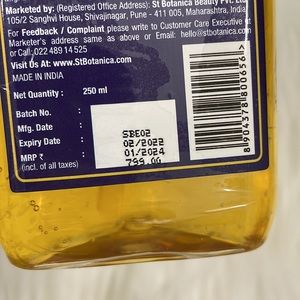 Marketed by: (Registered Office Address): St Botanica Beauty Pvt. Ltd
105/2 Sanghvi House, Shivajinagar, Pune - 411 005, Maharashtra, India.
For Feedback / Complaint please write to Customer Care Executive at
Marketer's address same as above or Email: hello@stbotanica.com
or Call: 022 489 14 525
Visit Us At: www.StBotanica.com
MADE IN INDIA
Net Quantity : 250 ml
Batch No. : SBE02
Mfg. Date : 02/2022
Expiry Date : 01/2024
MRP ₹ : 799.00
(incl. of all taxes)
8904378800656